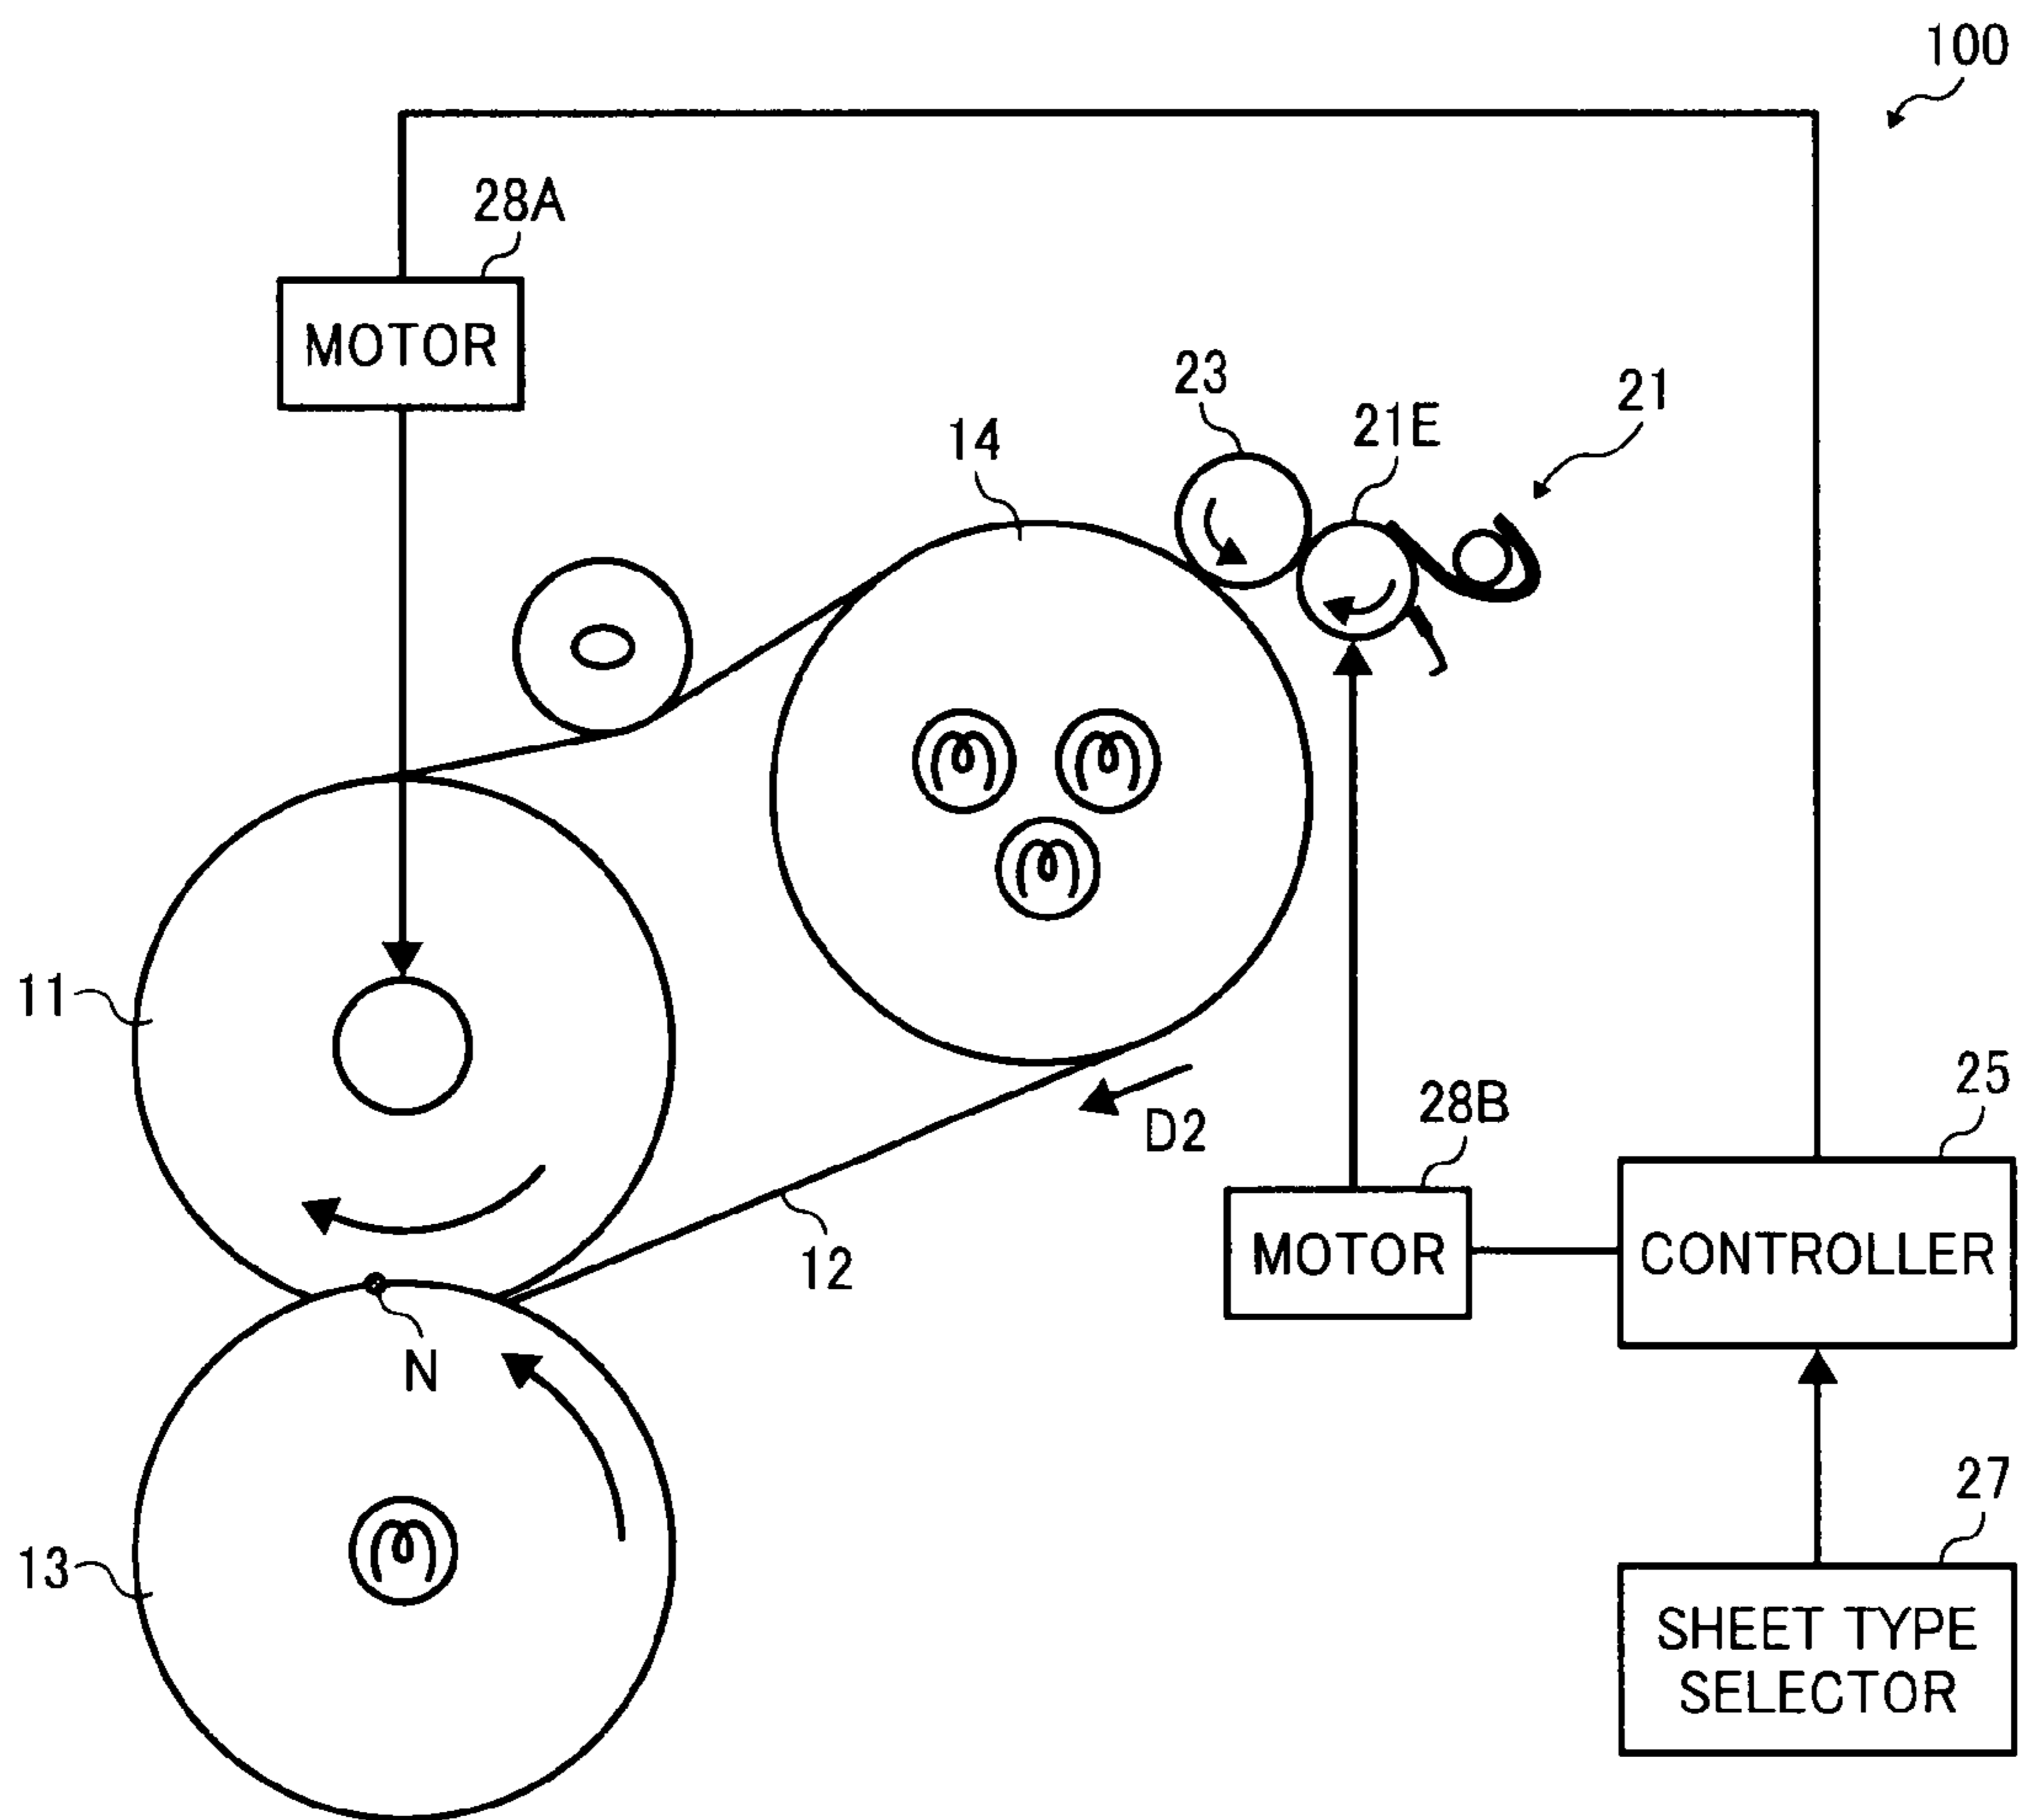 100
28A
MOTOR
23
21
21E
14
11
25
28B
D2
MOTOR
CONTROLLER
12
N
27
13
SHEET TYPE
SELECTOR